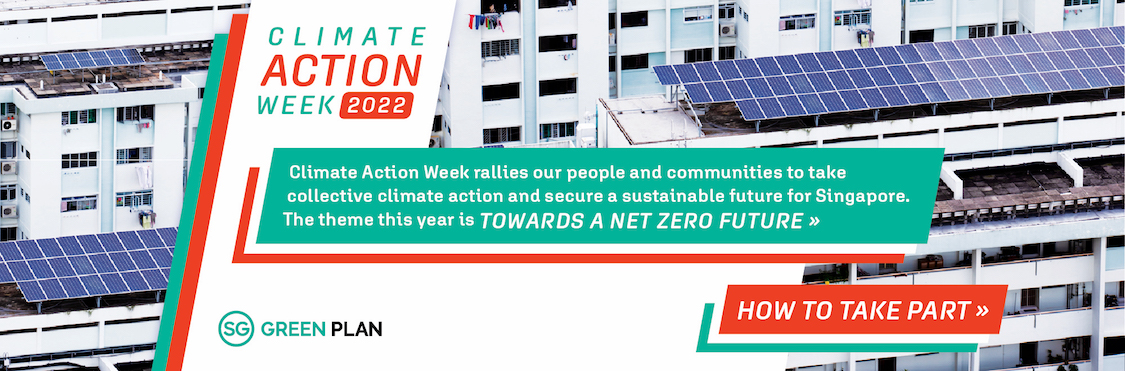 CLIMATE
ACTION
WEEK 2022
Climate Action Week rallies our people and communities to take
collective climate action and secure a sustainable future for Singapore.
The theme this year is TOWARDS A NET ZERO FUTURE »
HOW TO TAKE PART »
SG GREEN PLAN